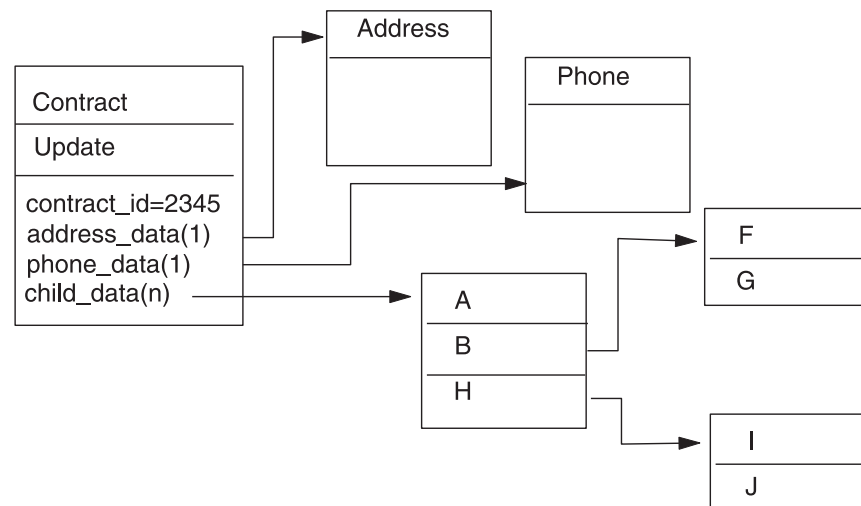 Address
Phone
Contract
Update
contract_id=2345
address_data(1)
phone_data(1)
child_data(n)
A
B
H
F
G
I
J